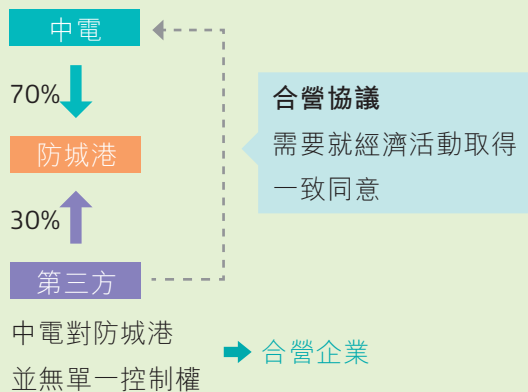 中電
70%
合營協議
需要就經濟活動取得
一致同意
防城港
30%
第三方
中電對防城港
並無單一控制權
合營企業